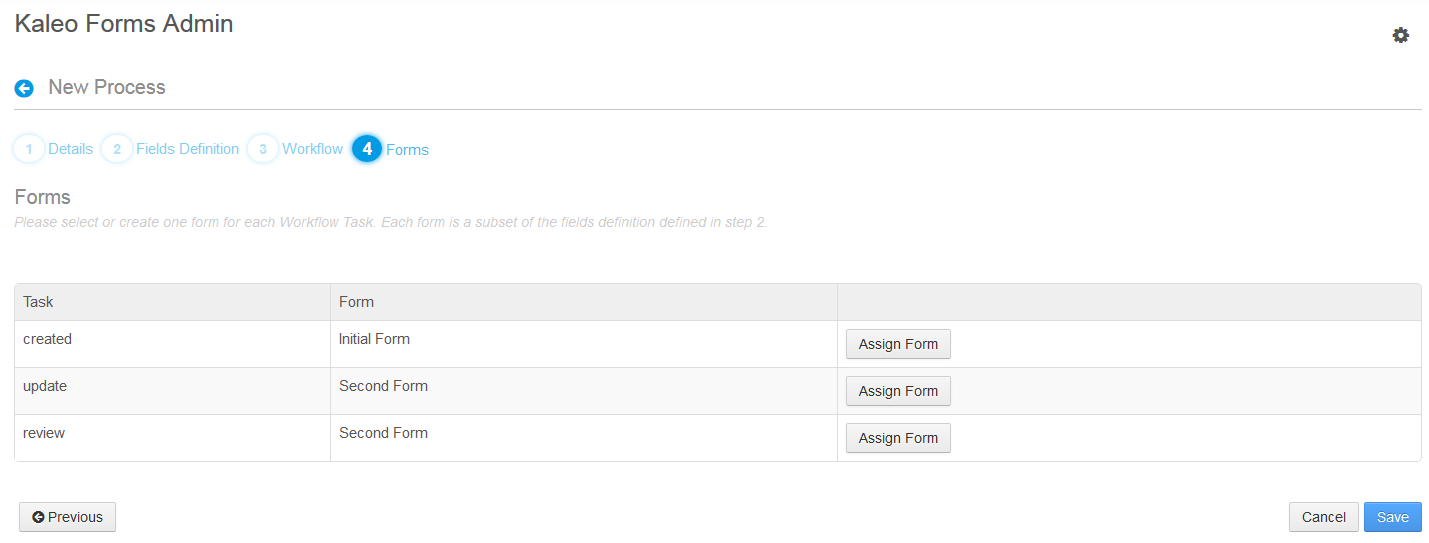 Kaleo Forms Admin
New Process
1 Details 2 Fields Definition 3 Workflow 4 Forms
Forms
Please select or create one form for each Workflow Task. Each form is a subset of the fields definition defined in step 2.
Task Form
created Initial Form Assign Form
update Second Form Assign Form
review Second Form Assign Form
Previous Cancel Save